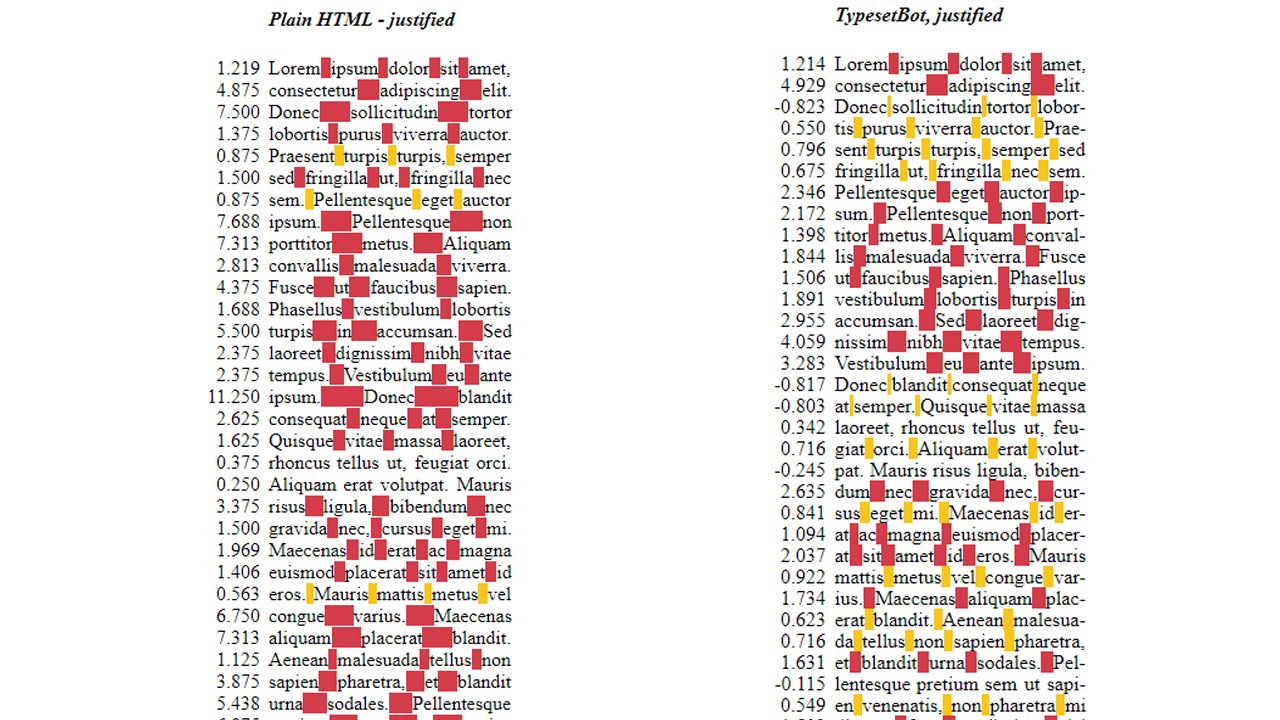 Plain HTML - justified
1.219 Lorem ipsum dolor sit amet,
4.875 consectetur adipiscing elit.
7.500 Donec sollicitudin tortor
1.375 lobortis purus viverra auctor.
0.875 Praesent turpis turpis, semper
1.500 sed fringilla ut, fringilla nec
0.875 sem. Pellentesque eget auctor
7.688 ipsum. Pellentesque non
7.313 porttitor metus. Aliquam
2.813 convallis malesuada viverra.
4.375 Fusce ut faucibus sapien.
1.688 Phasellus vestibulum lobortis
5.500 turpis in accumsan. Sed
2.375 laoreet dignissim nibh vitae
2.375 tempus. Vestibulum eu ante
11.250 ipsum. Donec blandit
2.625 consequat neque at semper.
1.625 Quisque vitae massa laoreet,
0.375 rhoncus tellus ut, feugiat orci.
0.250 Aliquam erat volutpat. Mauris
3.375 risus ligula, bibendum nec
1.500 gravida nec, cursus eget mi.
1.969 Maecenas id erat ac magna
1.406 euismod placerat sit amet id
0.563 eros. Mauris mattis metus vel
6.750 congue varius. Maecenas
7.313 aliquam placerat blandit.
1.125 Aenean malesuada tellus non
3.875 sapien pharetra, et blandit
5.438 urna sodales. Pellentesque
TypesetBot, justified
1.214 Lorem ipsum dolor sit amet,
4.929 consectetur adipiscing elit.
-0.823 Donec sollicitudin tortor lobor-
0.550 tis purus viverra auctor. Prae-
0.796 sent turpis turpis, semper sed
0.675 fringilla ut, fringilla nec sem.
2.346 Pellentesque eget auctor ip-
2.172 sum. Pellentesque non port-
1.398 titor metus. Aliquam conval-
1.844 lis malesuada viverra. Fusce
1.506 ut faucibus sapien. Phasellus
1.891 vestibulum lobortis turpis in
2.955 accumsan. Sed laoreet dig-
4.059 nissim nibh vitae tempus.
3.283 Vestibulum eu ante ipsum.
-0.817 Donec blandit consequat neque
-0.803 at semper. Quisque vitae massa
0.342 laoreet, rhoncus tellus ut, feu-
0.716 giat orci. Aliquam erat volut-
-0.245 pat. Mauris risus ligula, biben-
2.635 dum nec gravida nec, cur-
0.841 sus eget mi. Maecenas id er-
1.094 at ac magna euismod placer-
2.037 at sit amet id eros. Mauris
0.922 mattis metus vel congue var-
1.734 ius. Maecenas aliquam plac-
0.623 erat blandit. Aenean malesua-
0.716 da tellus non sapien pharetra,
1.631 et blandit urna sodales. Pel-
-0.115 lentesque pretium sem ut sapi-
0.549 en venenatis, non pharetra mi